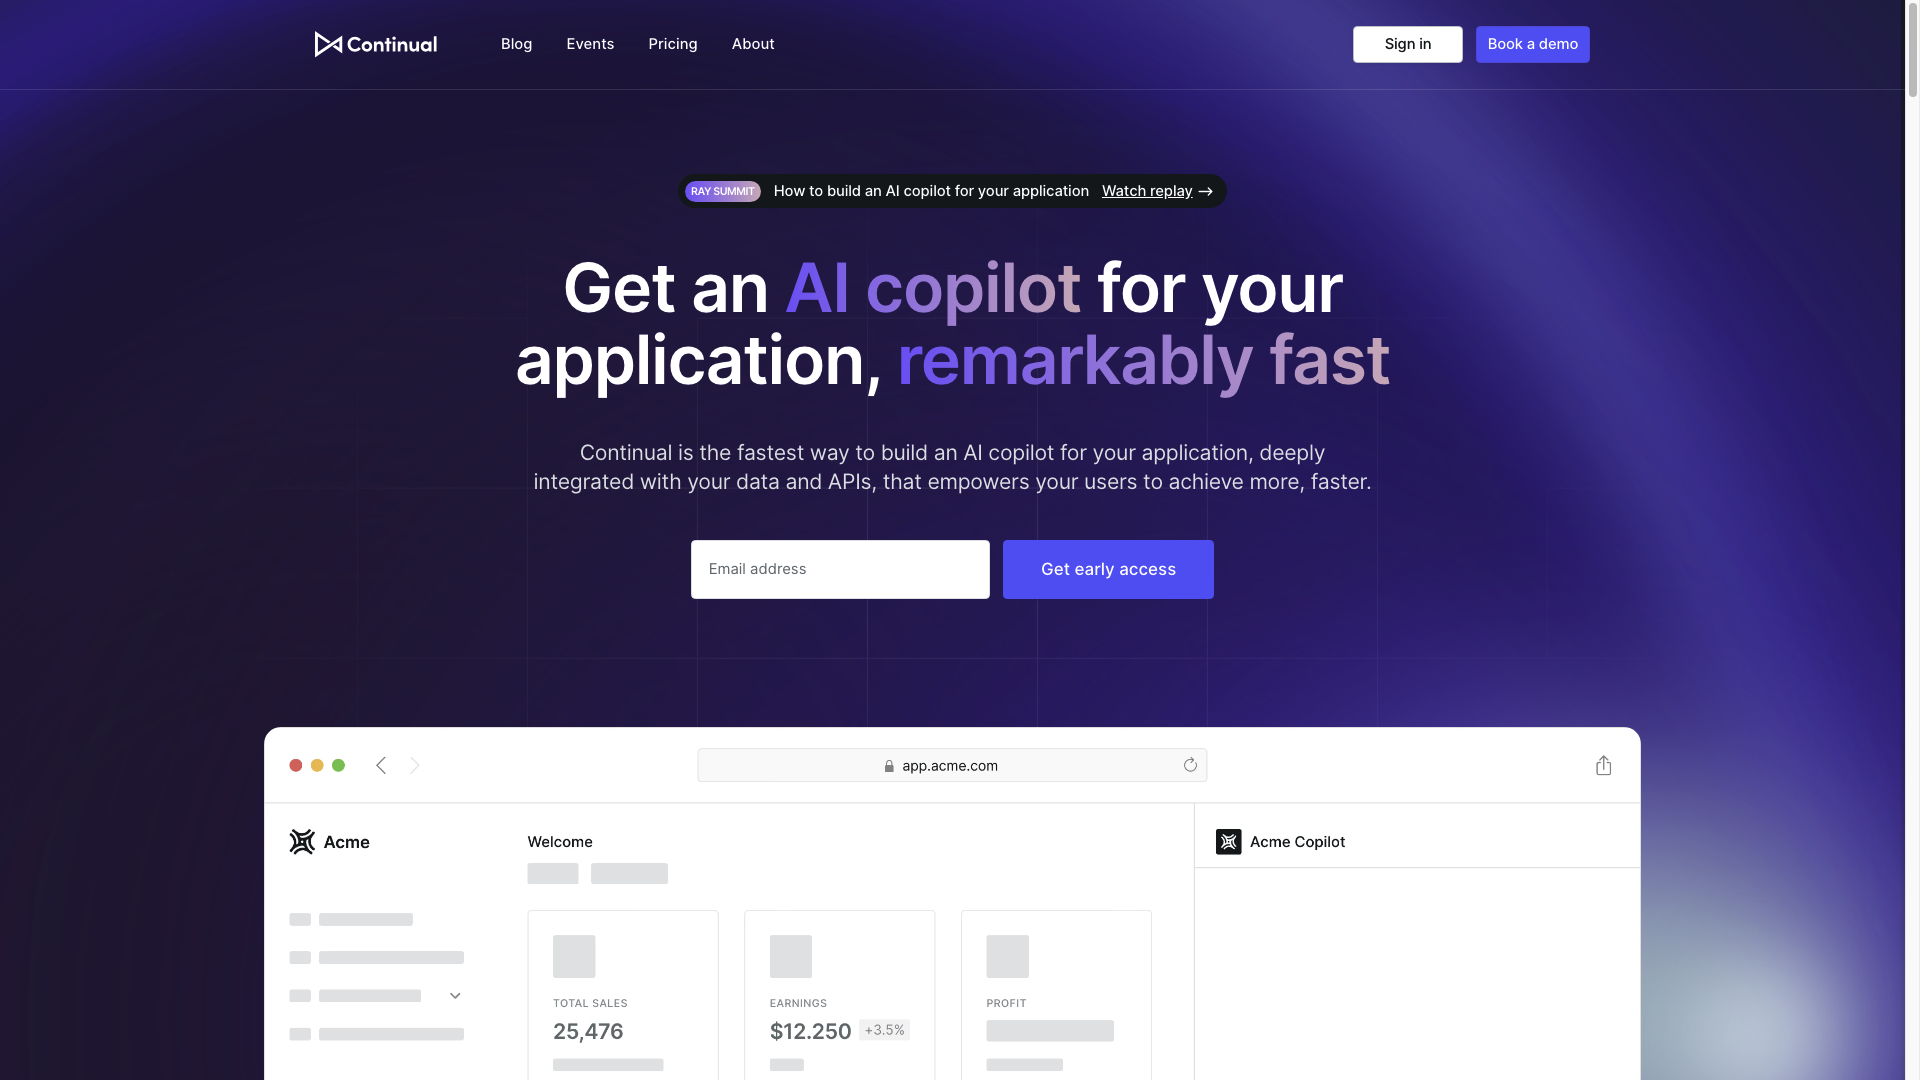 Continual
Blog
Events
Pricing
About
Sign in
Book a demo
RAY SUMMIT How to build an AI copilot for your application Watch replay →
Get an AI copilot for your
application, remarkably fast
Continual is the fastest way to build an AI copilot for your application, deeply
integrated with your data and APIs, that empowers your users to achieve more, faster.
Email address
Get early access
app.acme.com
Acme
Welcome
Acme Copilot
TOTAL SALES
25,476
EARNINGS
$12.250 +3.5%
PROFIT